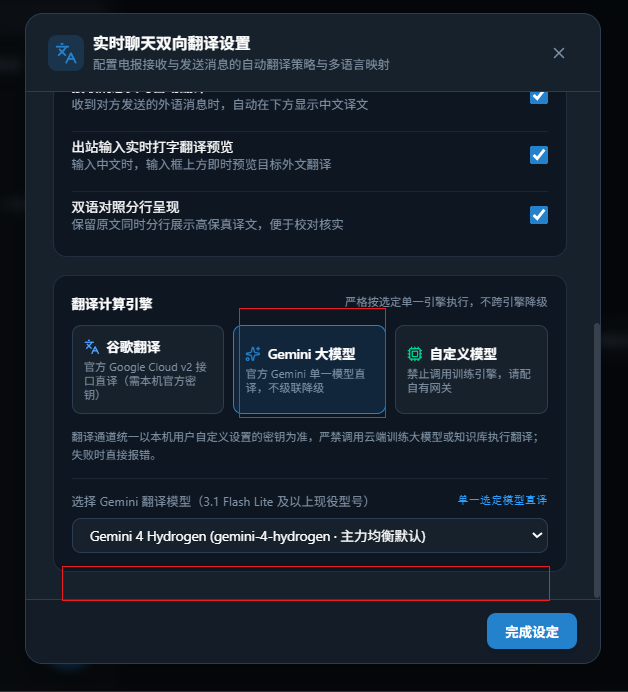 实时聊天双向翻译设置
配置电报接收与发送消息的自动翻译策略与多语言映射
收到对方发送的外语消息时，自动在下方显示中文译文
出站输入实时打字翻译预览
输入中文时，输入框上方即时预览目标外文翻译
双语对照分行呈现
保留原文同时分行展示高保真译文，便于校对核实
翻译计算引擎
严格按选定单一引擎执行，不跨引擎降级
谷歌翻译
官方 Google Cloud v2 接
口直译（需本机官方密
钥）
Gemini 大模型
官方 Gemini 单一模型直
译，不级联降级
自定义模型
禁止调用训练引擎，请配
自有网关
翻译通道统一以本机用户自定义设置的密钥为准，严禁调用云端训练大模型或知识库执行翻译；
失败时直接报错。
选择 Gemini 翻译模型（3.1 Flash Lite 及以上现役型号）
单一选定模型直译
Gemini 4 Hydrogen (gemini-4-hydrogen · 主力均衡默认)
完成设定